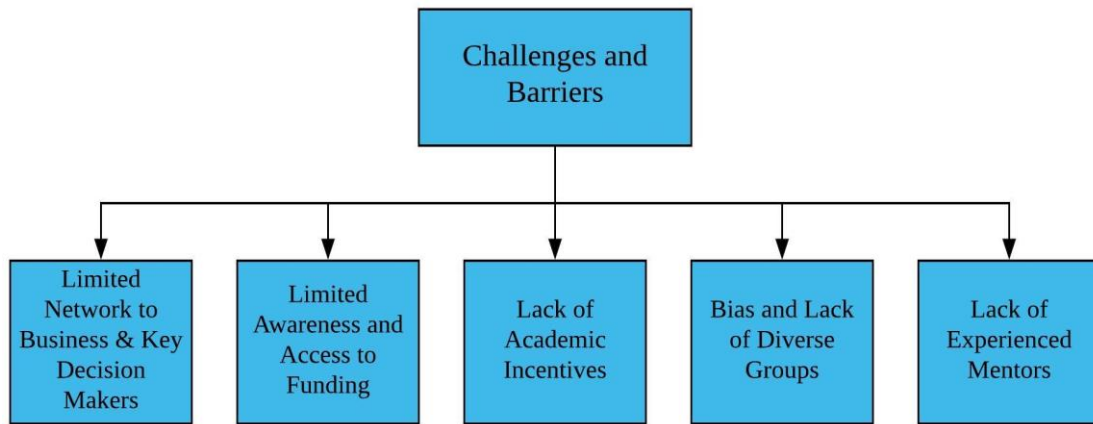 Challenges and
Barriers
Limited
Network to
Business & Key
Decision
Makers
Limited
Awareness and
Access to
Funding
Lack of
Academic
Incentives
Bias and Lack
of Diverse
Groups
Lack of
Experienced
Mentors